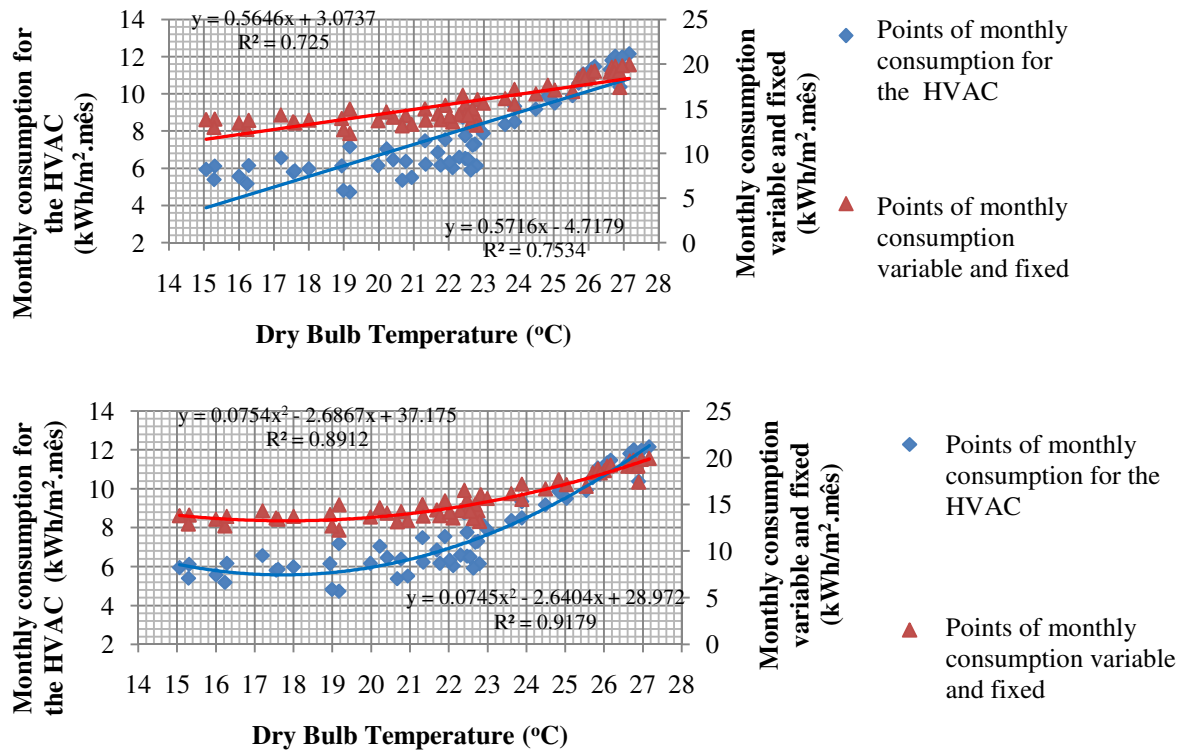 y = 0.5646x + 3.0737
R² = 0.725
14
12
10
8
6
4
2
25
20
15
10
5
0
Monthly consumption for
the HVAC
(kWh/m².mês)
Monthly consumption
variable and fixed
(kWh/m².mês)
y = 0.5716x - 4.7179
R² = 0.7534
14 15 16 17 18 19 20 21 22 23 24 25 26 27 28
Dry Bulb Temperature (ºC)
Points of monthly
consumption for
the HVAC
Points of monthly
consumption
variable and fixed
y = 0.0754x² - 2.6867x + 37.175
R² = 0.8912
14
12
10
8
6
4
2
25
20
15
10
5
0
Monthly consumption for
the HVAC (kWh/m².mês)
Monthly consumption
variable and fixed
(kWh/m².mês)
y = 0.0745x² - 2.6404x + 28.972
R² = 0.9179
14 15 16 17 18 19 20 21 22 23 24 25 26 27 28
Dry Bulb Temperature (ºC)
Points of monthly
consumption for the
HVAC
Points of monthly
consumption variable
and fixed